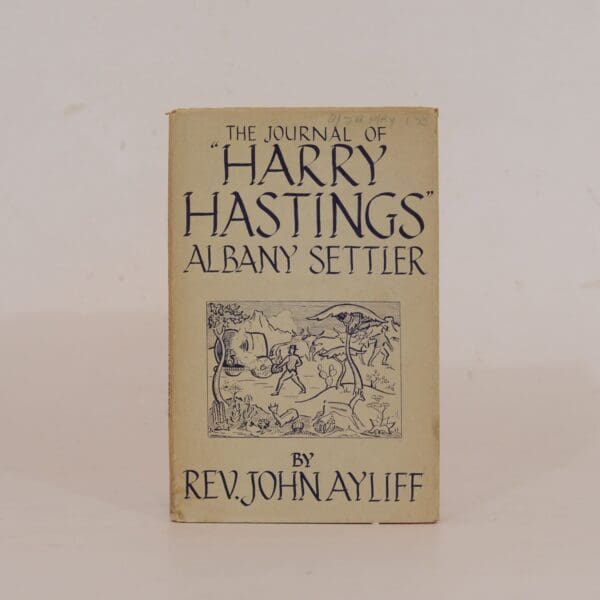 THE JOURNAL OF
"HARRY
HASTINGS"
ALBANY SETTLER
BY
REV. JOHN AYLIFF